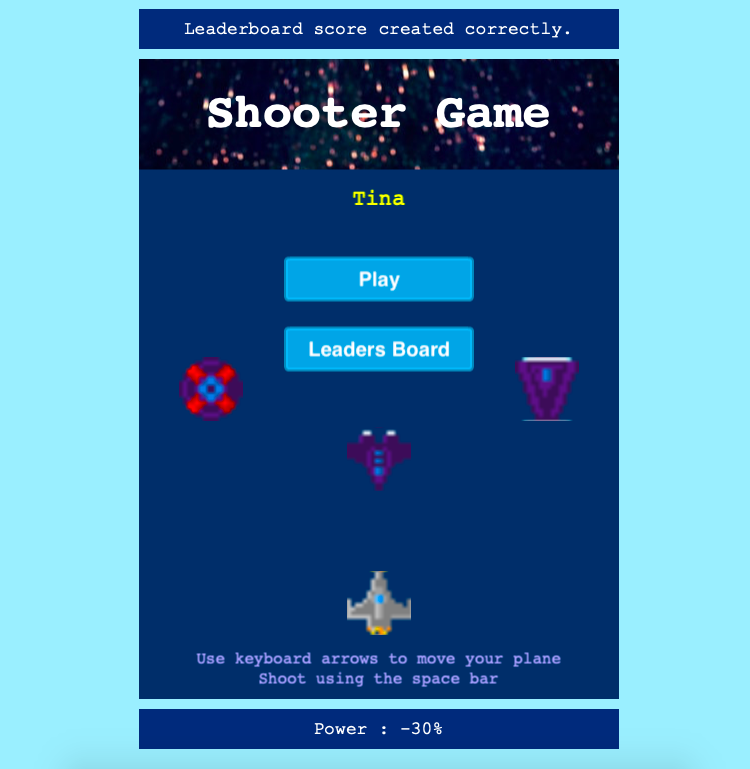 Leaderboard score created correctly.
Shooter Game
Tina
Play
Leaders Board
Use keyboard arrows to move your plane
Shoot using the space bar
Power : -30%